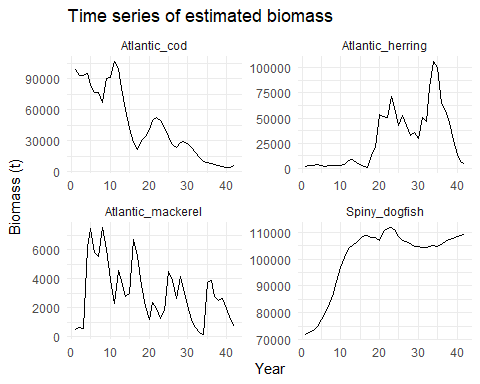 Time series of estimated biomass
Atlantic_cod
Atlantic_herring
90000
60000
30000
0
0 10 20 30 40
100000
75000
50000
25000
0
0 10 20 30 40
Biomass (t)
Atlantic_mackerel
Spiny_dogfish
6000
4000
2000
0
0 10 20 30 40
110000
100000
90000
80000
70000
0 10 20 30 40
Year